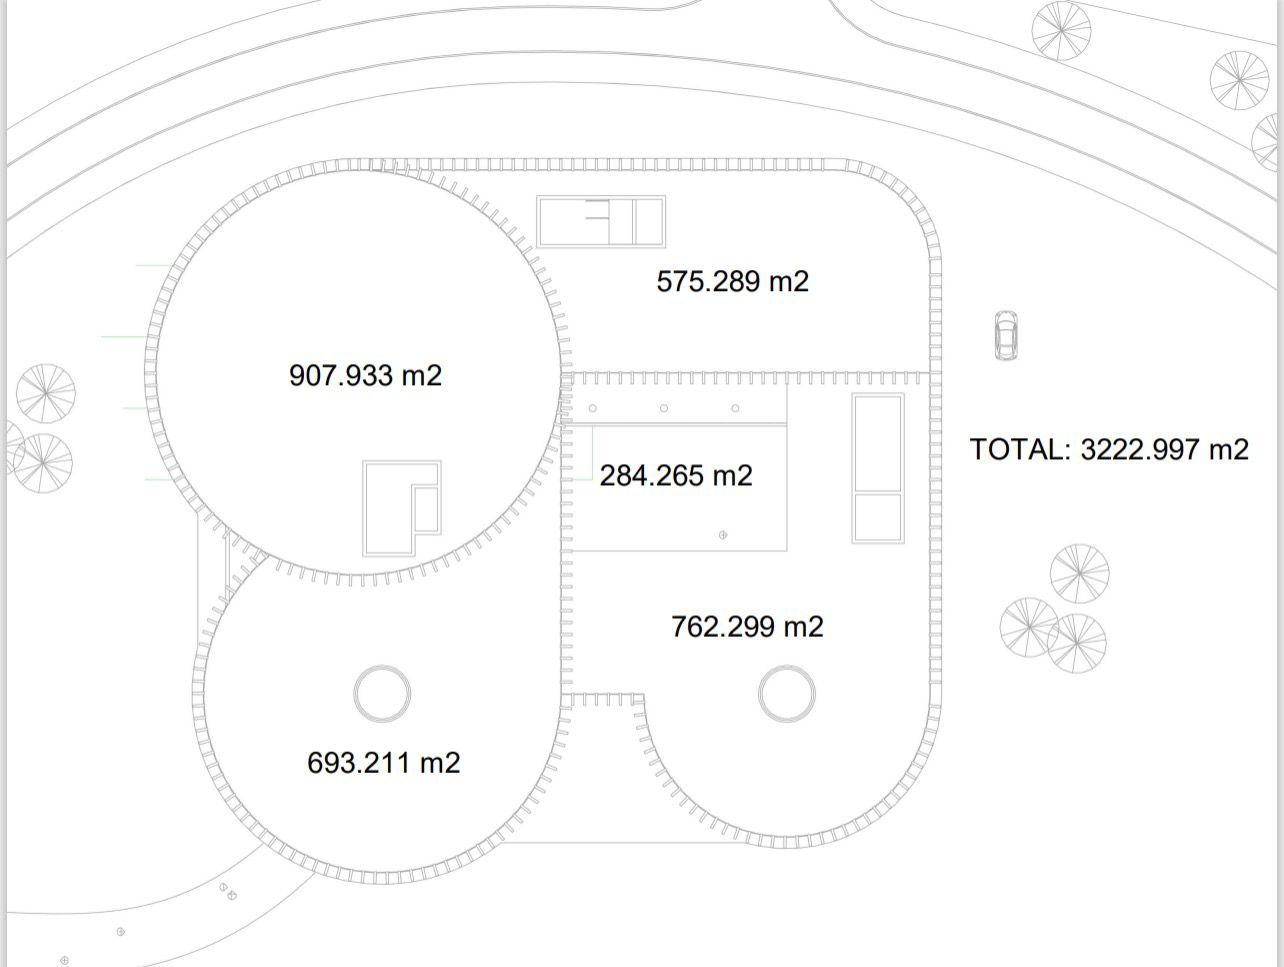 575.289 m2
907.933 m2
TOTAL: 3222.997 m2
284.265 m2
762.299 m2
693.211 m2